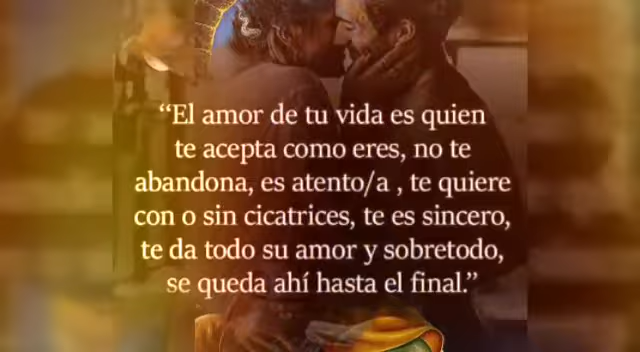 “El amor de tu vida es quien
te acepta como eres, no te
abandona, es atento/a , te quiere
con o sin cicatrices, te es sincero,
te da todo su amor y sobretodo,
se queda ahí hasta el final.”